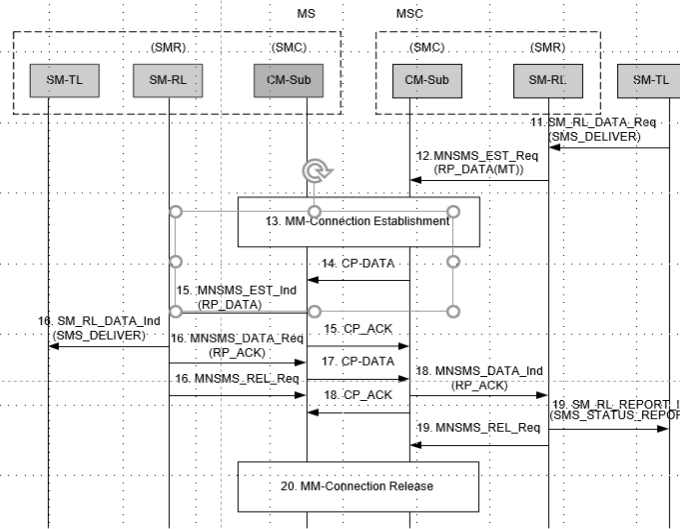 MS MSC
(SMR) (SMC) (SMC) (SMR)
SM-TL SM-RL CM-Sub CM-Sub SM-RL SM-TL
11.SM_RL_DATA_Req
(SMS_DELIVER)
12.MNSMS_EST_Req
(RP_DATA(MT))
13. MM-Connection Establishment
14. CP-DATA
15. MNSMS_EST_Ind
(RP_DATA)
16. SM_RL_DATA_Ind
(SMS_DELIVER)
16. MNSMS_DATA_Req
(RP_ACK)
15. CP_ACK
17. CP-DATA
16. MNSMS_REL_Req
18. MNSMS_DATA_Ind
(RP_ACK)
18. CP_ACK
19. SM_RL_REPORT_I
(SMS_STATUS_REPOR
19. MNSMS_REL_Req
20. MM-Connection Release